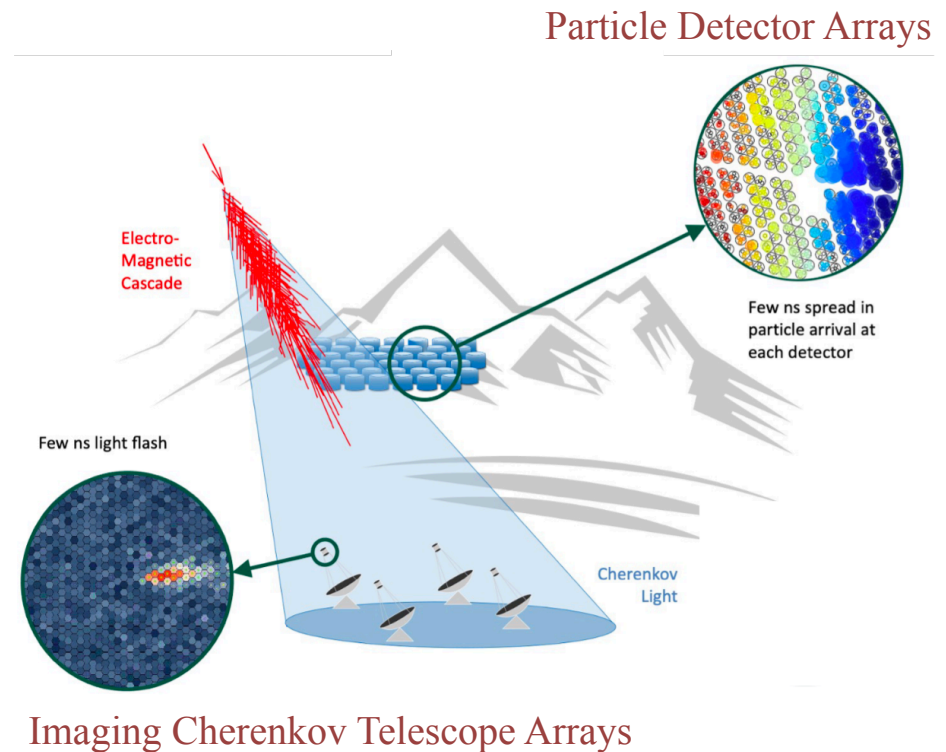 Particle Detector Arrays
Electro-
Magnetic
Cascade
Few ns spread in
particle arrival at
each detector
Few ns light flash
Cherenkov
Light
Imaging Cherenkov Telescope Arrays